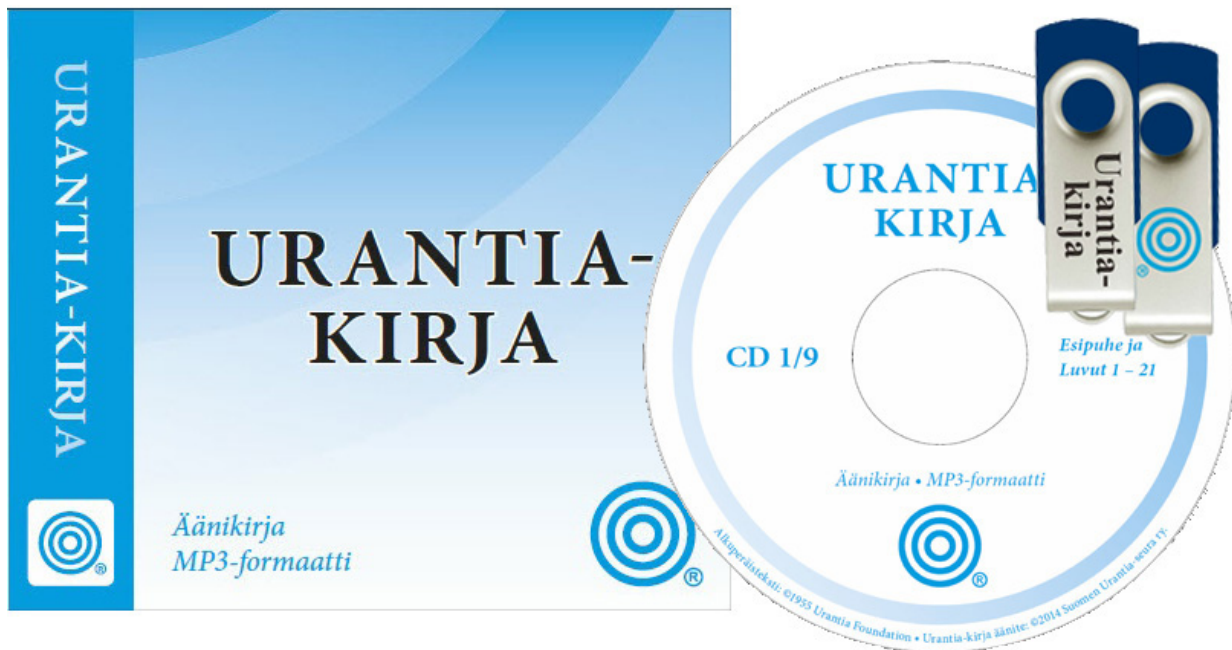 URANTIA-KIRJA
®
URANTIA-
KIRJA
Äänikirja
MP3-formaatti
®
URANTIA
KIRJA
CD 1/9
Esipuhe ja
Luvut 1 – 21
Äänikirja • MP3-formaatti
®
Alkuperäisteksti: ©1955 Urantia Foundation • Urantia-kirja äänite: ©2014 Suomen Urantia-seura ry.
Urantia-
kirja
®